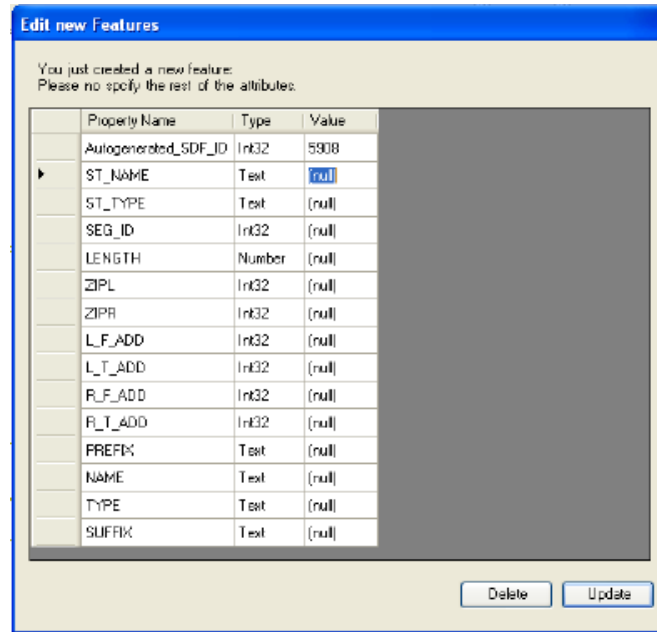 Edit new Features
You just created a new feature:
Please no spcify the rest of the attributes.
Property Name Type Value
Autogenerated_SDF_ID Int32 5908
ST_NAME Text (null)
ST_TYPE Text (null)
SEG_ID Int32 (null)
LENGTH Number (null)
ZIPL Int32 (null)
ZIPR Int32 (null)
L_F_ADD Int32 (null)
L_T_ADD Int32 (null)
R_F_ADD Int32 (null)
R_T_ADD Int32 (null)
PREFIX Text (null)
NAME Text (null)
TYPE Text (null)
SUFFIX Text (null)
Delete Update